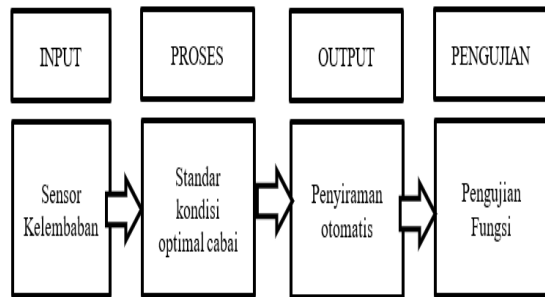 INPUT
PROSES
OUTPUT
PENGUJIAN
Sensor
Kelembaban
Standar
kondisi
optimal cabai
Penyiraman
otomatis
Pengujian
Fungsi